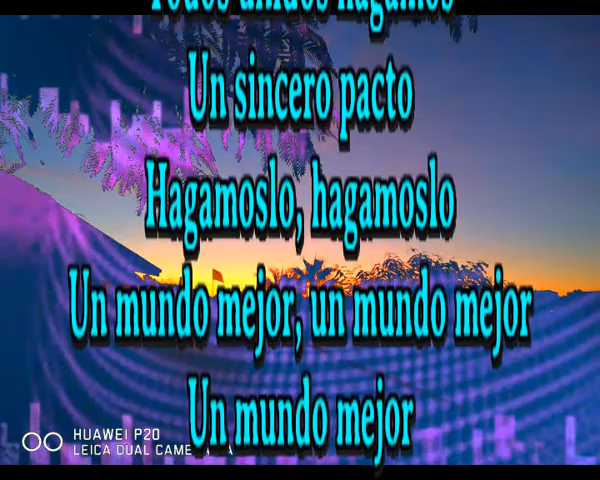 Todos unidos hagamos
Un sincero pacto
Hagamoslo, hagamoslo
Un mundo mejor, un mundo mejor
Un mundo mejor
HUAWEI P20
LEICA DUAL CAME